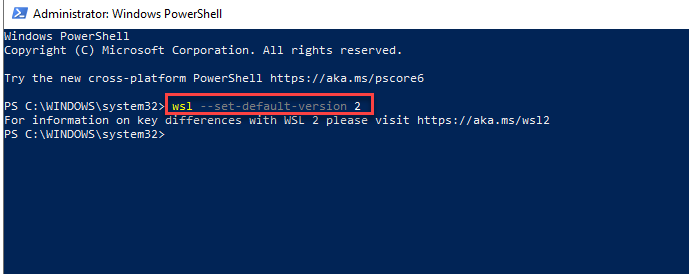 Administrator: Windows PowerShell
Windows PowerShell
Copyright (C) Microsoft Corporation. All rights reserved.
Try the new cross-platform PowerShell https://aka.ms/pscore6
PS C:\WINDOWS\system32> wsl --set-default-version 2
For information on key differences with WSL 2 please visit https://aka.ms/wsl2
PS C:\WINDOWS\system32>